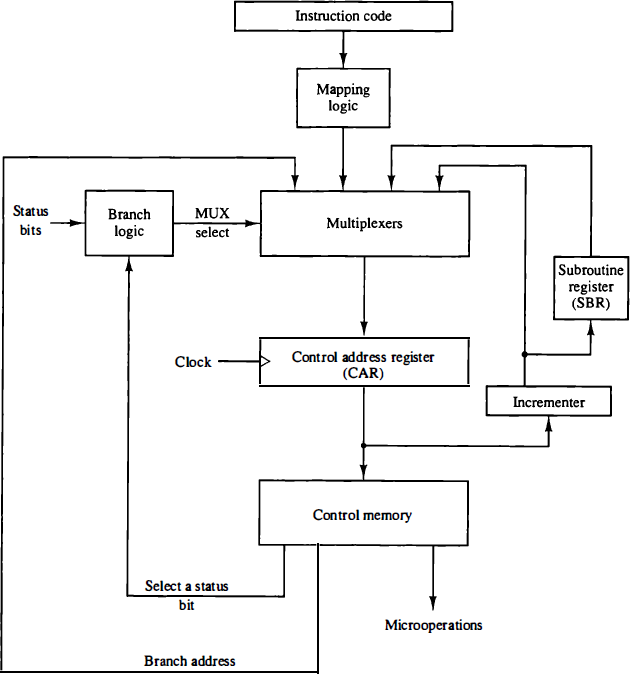 Instruction code
Mapping
logic
Status
bits
Branch
logic
MUX
select
Multiplexers
Subroutine
register
(SBR)
Clock
Control address register
(CAR)
Incrementer
Control memory
Select a status
bit
Microoperations
Branch address